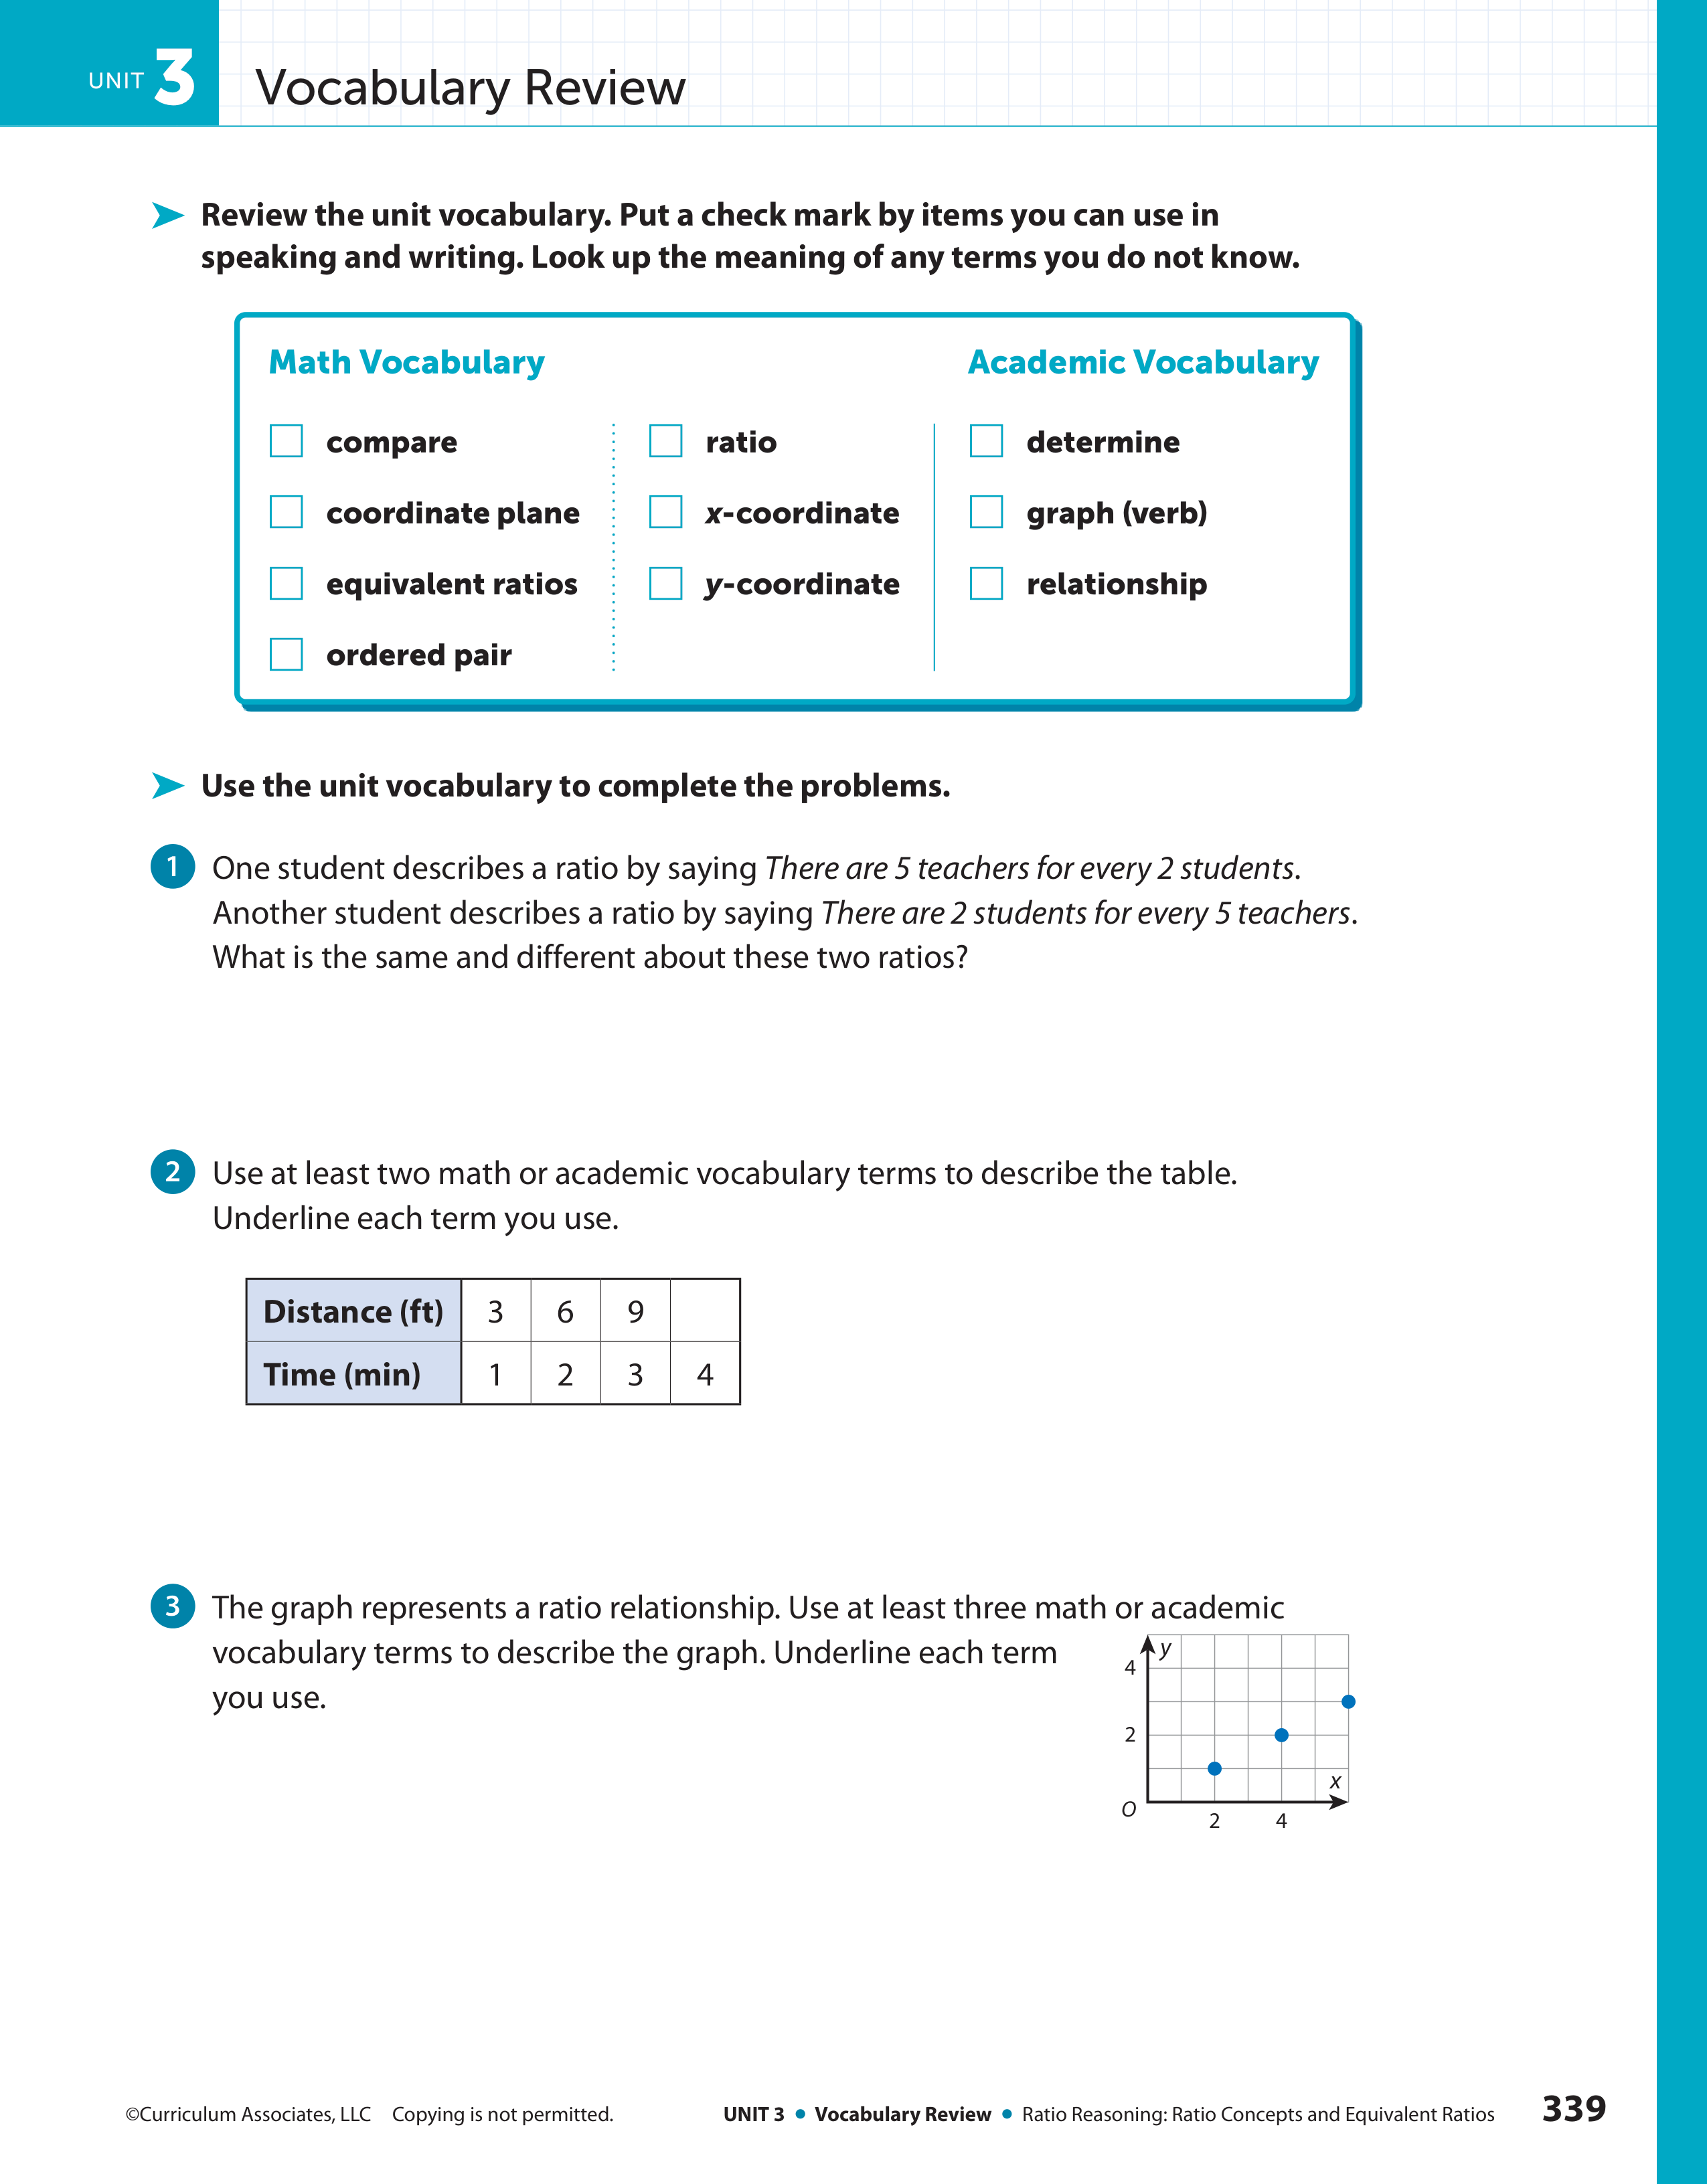 UNIT 3 Vocabulary Review
Review the unit vocabulary. Put a check mark by items you can use in
speaking and writing. Look up the meaning of any terms you do not know.
Math Vocabulary
compare
coordinate plane
equivalent ratios
ordered pair
ratio
x-coordinate
y-coordinate
Academic Vocabulary
determine
graph (verb)
relationship
Use the unit vocabulary to complete the problems.
1 One student describes a ratio by saying There are 5 teachers for every 2 students.
Another student describes a ratio by saying There are 2 students for every 5 teachers.
What is the same and different about these two ratios?
2 Use at least two math or academic vocabulary terms to describe the table.
Underline each term you use.
Distance (ft) 3 6 9
Time (min) 1 2 3 4
3 The graph represents a ratio relationship. Use at least three math or academic
vocabulary terms to describe the graph. Underline each term
you use.
y
4
2
x
O
2 4
©Curriculum Associates, LLC Copying is not permitted.
UNIT 3 • Vocabulary Review • Ratio Reasoning: Ratio Concepts and Equivalent Ratios 339